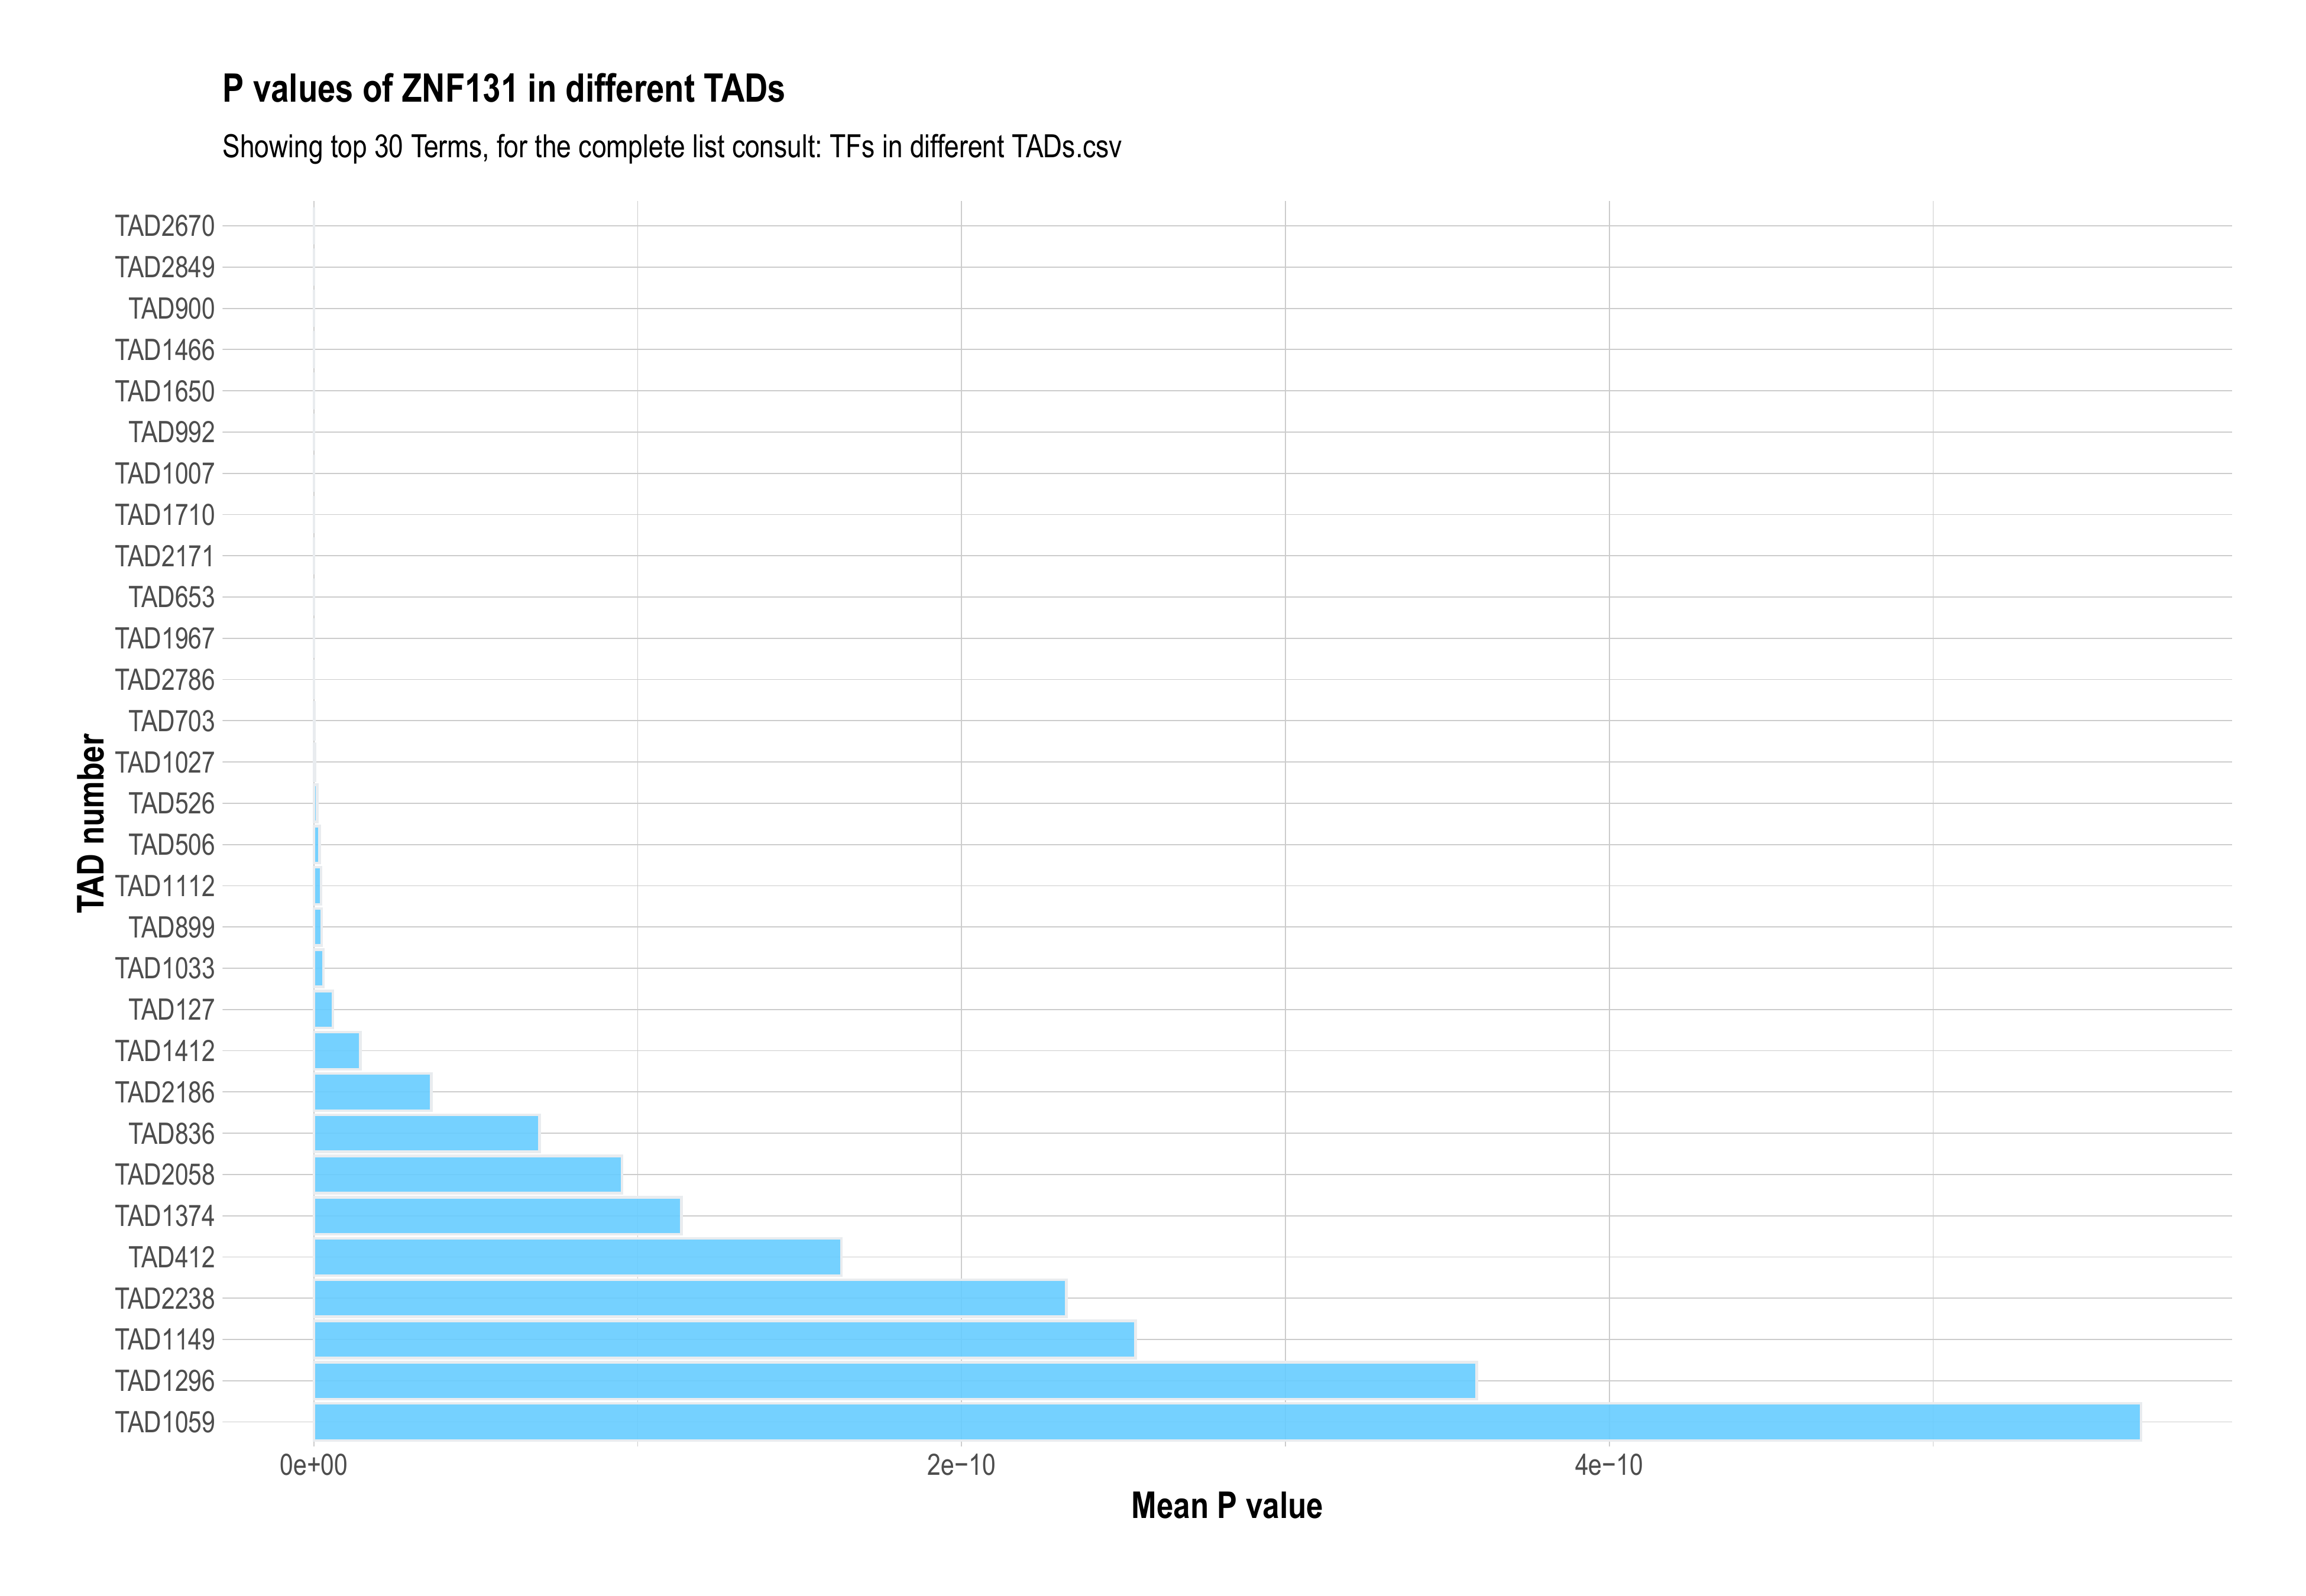 P values of ZNF131 in different TADs
Showing top 30 Terms, for the complete list consult: TFs in different TADs.csv
TAD number
TAD2670
TAD2849
TAD900
TAD1466
TAD1650
TAD992
TAD1007
TAD1710
TAD2171
TAD653
TAD1967
TAD2786
TAD703
TAD1027
TAD526
TAD506
TAD1112
TAD899
TAD1033
TAD127
TAD1412
TAD2186
TAD836
TAD2058
TAD1374
TAD412
TAD2238
TAD1149
TAD1296
TAD1059
0e+00 2e−10 4e−10
Mean P value